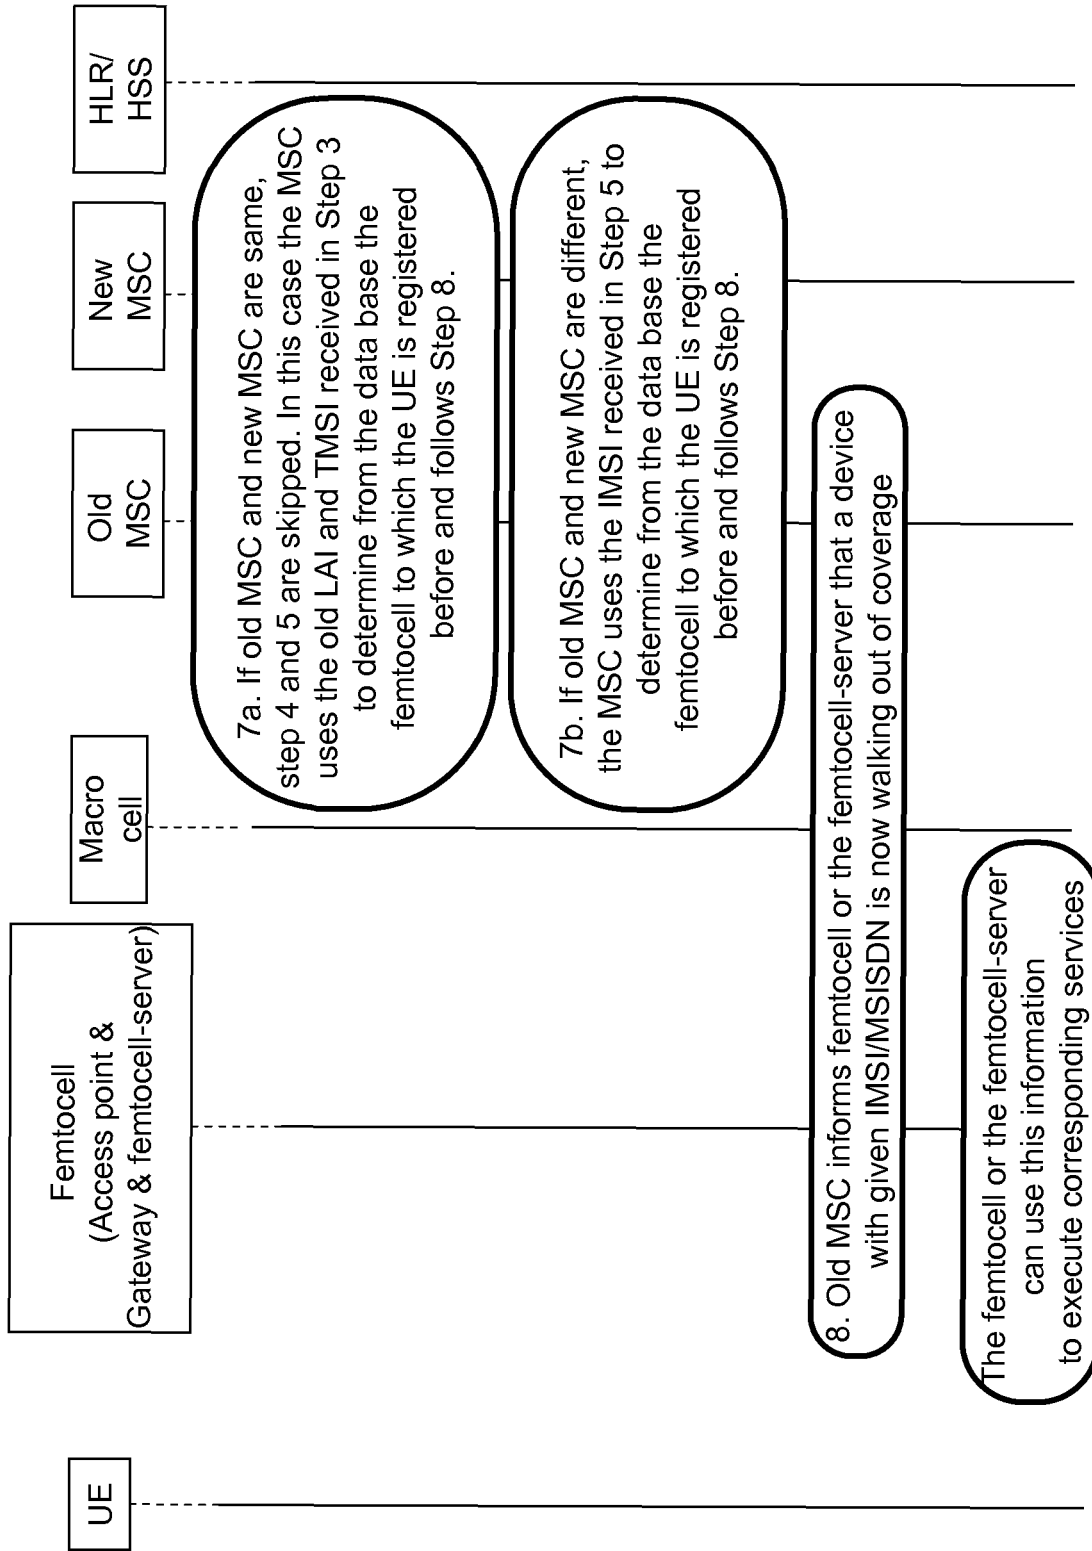 UE
Femtocell
(Access point &
Gateway & femtocell-server)
Macro
cell
Old
MSC
New
MSC
HLR/
HSS
7a. If old MSC and new MSC are same,
step 4 and 5 are skipped. In this case the MSC
uses the old LAI and TMSI received in Step 3
to determine from the data base the
femtocell to which the UE is registered
before and follows Step 8.
7b. If old MSC and new MSC are different,
the MSC uses the IMSI received in Step 5 to
determine from the data base the
femtocell to which the UE is registered
before and follows Step 8.
8. Old MSC informs femtocell or the femtocell-server that a device
with given IMSI/MSISDN is now walking out of coverage
The femtocell or the femtocell-server
can use this information
to execute corresponding services